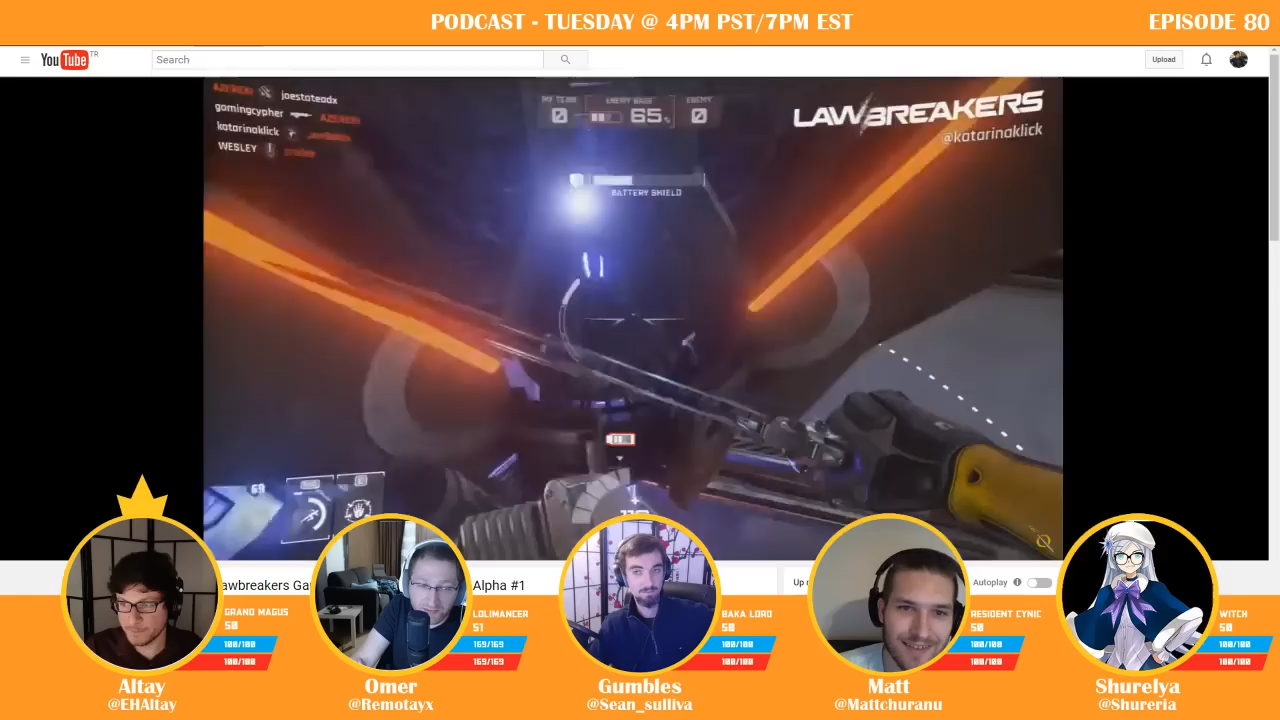 PODCAST - TUESDAY @ 4PM PST/7PM EST
EPISODE 80
YouTube TR
Search
Upload
joestateadx
gamingcypher
katarinaklick
WESLEY
MY TEAM
0
ENEMY BASE
65%
ENEMY
0
LAWBREAKERS
@katarinaklick
BATTERY SHIELD
69
E
awbreakers Ga
Alpha #1
Up n
Autoplay
GRAND MAGUS
50
100/100
100/100
LOLIMANCER
51
169/169
169/169
BAKA LORD
50
100/100
100/100
RESIDENT CYNIC
50
100/100
100/100
WITCH
50
100/100
100/100
Altay
@EHAltay
Omer
@Remotayx
Gumbles
@Sean_sulliva
Matt
@Mattchuranu
Shurelya
@Shureria